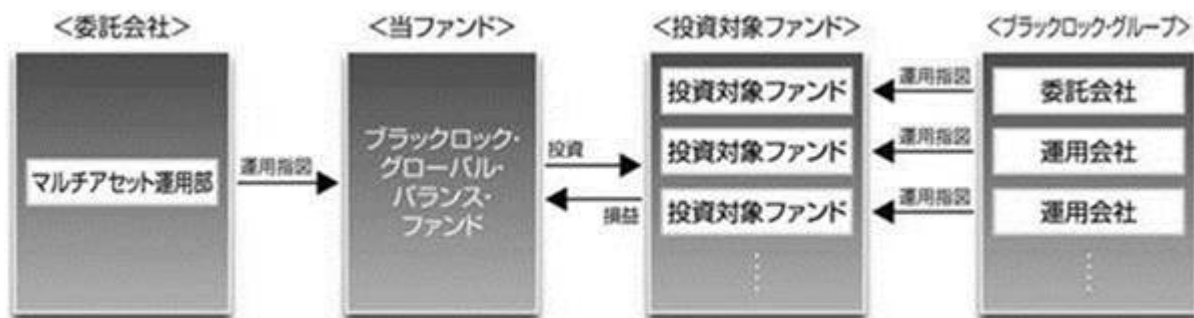 <委託会社>
<当ファンド>
<投資対象ファンド>
<ブラックロック・グループ>
マルチアセット運用部
運用指図
ブラックロック・
グローバル・
バランス・
ファンド
投資
損益
投資対象ファンド
投資対象ファンド
投資対象ファンド
運用指図
運用指図
運用指図
委託会社
運用会社
運用会社